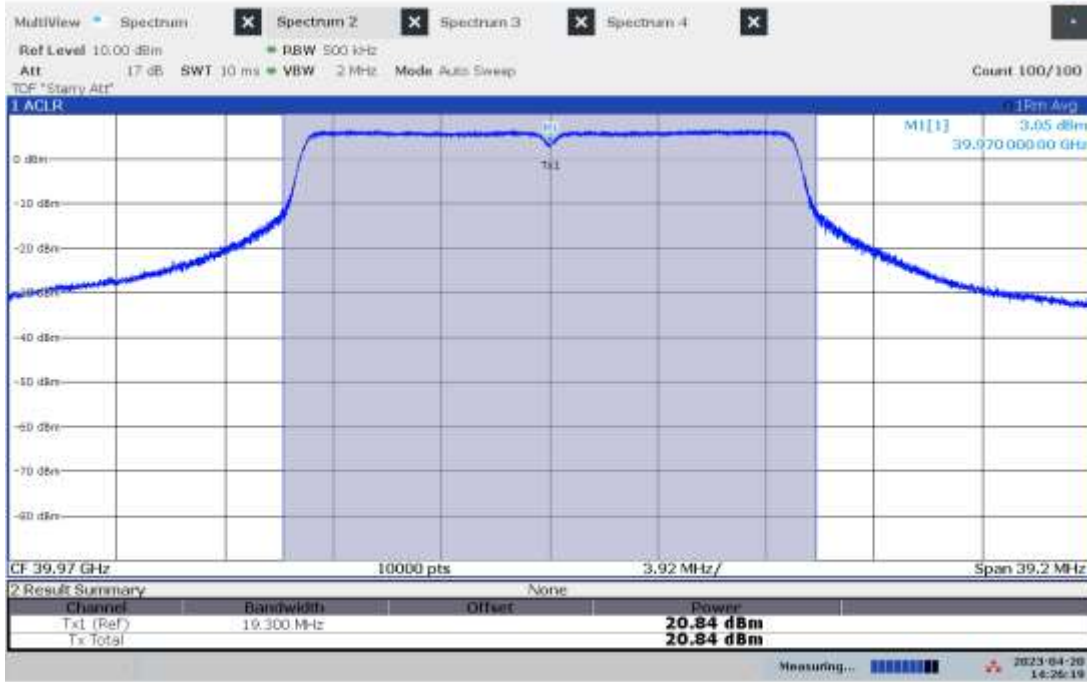 MultiView Spectrum X Spectrum 2 X Spectrum 3 X Spectrum 4 X
Ref Level 10.00 dBm RBW 500 kHz
Att 17 dB SWT 10 ms VBW 2 MHz Mode Auto Sweep Count 100/100
TDF "Starry Att"
1 ACLR 1Rm Avg
M1[1] 3.05 dBm
39.97000000 GHz
M1
Tx1
0 dBm
-10 dBm
-20 dBm
-30 dBm
-40 dBm
-50 dBm
-60 dBm
-70 dBm
-80 dBm
CF 39.97 GHz 10000 pts 3.92 MHz/ Span 39.2 MHz
2 Result Summary None
Channel Bandwidth Offset Power
Tx1 (Ref) 19.300 MHz 20.84 dBm
Tx Total 20.84 dBm
Measuring... 2023-04-20
14:26:19